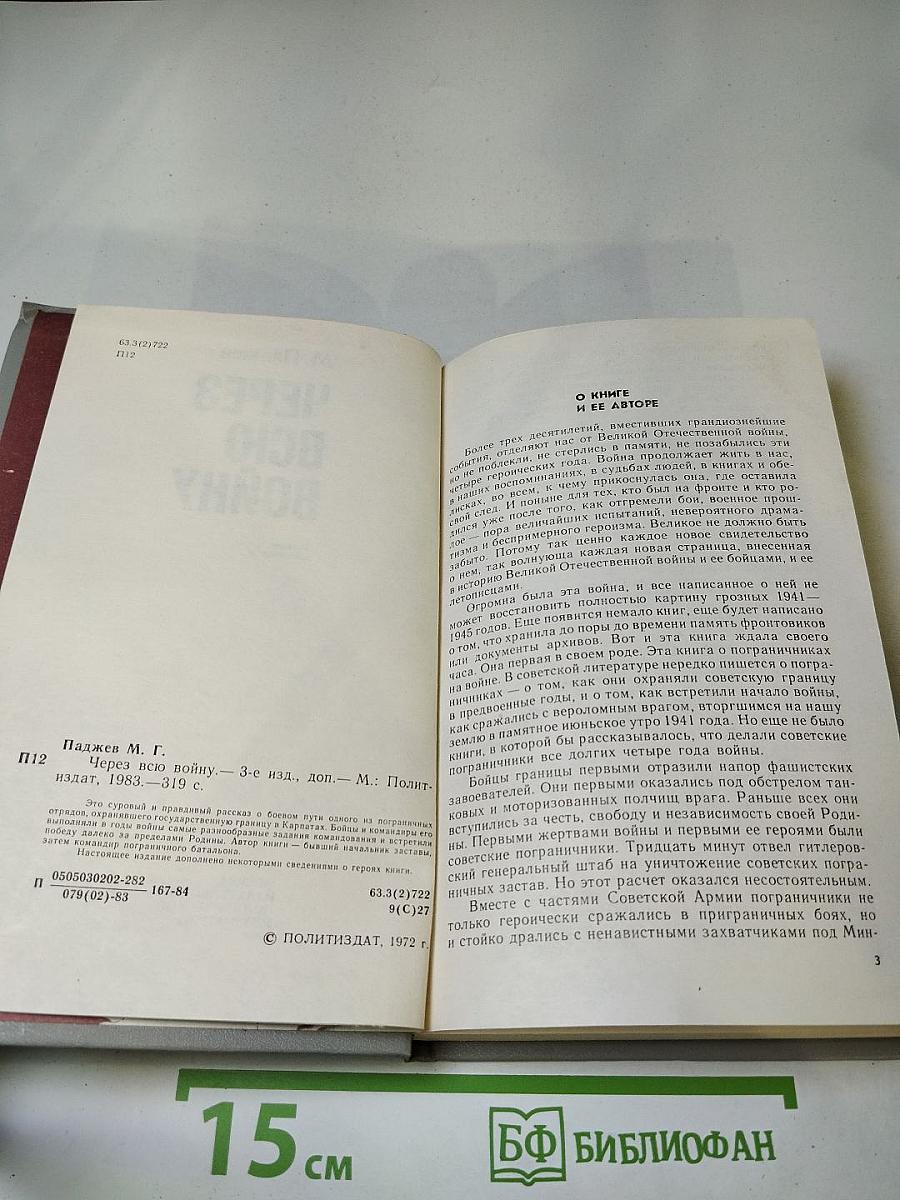 63.3(2)722
П12
Паджев М. Г.
П12 Через всю войну.— 3-е изд., доп.— М.: Полит-
издат, 1983.—319 с.
Это суровый и правдивый рассказ о боевом пути одного из пограничных
отрядов, охранявшего государственную границу в Карпатах. Бойцы и командиры его
выполняли в годы войны самые разнообразные задания командования и встретили
победу далеко за пределами Родины. Автор книги — бывший начальник заставы,
затем командир пограничного батальона.
Настоящее издание дополнено некоторыми сведениями о героях книги.
П 0505030202-282 167-84 63.3(2)722
079(02)-83 9(С)27
© ПОЛИТИЗДАТ, 1972 г.
О КНИГЕ
И ЕЕ АВТОРЕ
Более трех десятилетий, вместивших грандиознейшие
события, отделяют нас от Великой Отечественной войны,
но не поблекли, не стерлись в памяти, не позабылись эти
четыре героических года. Война продолжает жить в нас,
в наших воспоминаниях, в судьбах людей, в книгах и обе-
лисках, во всем, к чему прикоснулась она, где оставила
свой след. И поныне для тех, кто был на фронте и кто ро-
дился уже после того, как отгремели бои, военное прош-
лое — пора величайших испытаний, невероятного драма-
тизма и беспримерного героизма. Великое не должно быть
забыто. Потому так ценно каждое новое свидетельство
о нем, так волнующа каждая новая страница, внесенная
в историю Великой Отечественной войны и ее бойцами, и ее
летописцами.
Огромна была эта война, и все написанное о ней не
может восстановить полностью картину грозных 1941—
1945 годов. Еще появится немало книг, еще будет написано
о том, что хранила до поры до времени память фронтовиков
или документы архивов. Вот и эта книга ждала своего
часа. Она первая в своем роде. Эта книга о пограничниках
на войне. В советской литературе нередко пишется о погра-
ничниках — о том, как они охраняли советскую границу
в предвоенные годы, и о том, как встретили начало войны,
как сражались с вероломным врагом, вторгшимся на нашу
землю в памятное июньское утро 1941 года. Но еще не было
книги, в которой бы рассказывалось, что делали советские
пограничники все долгих четыре года войны.
Бойцы границы первыми отразили напор фашистских
завоевателей. Они первыми оказались под обстрелом тан-
ковых и моторизованных полчищ врага. Раньше всех они
вступились за честь, свободу и независимость своей Роди-
ны. Первыми жертвами войны и первыми ее героями были
советские пограничники. Тридцать минут отвел гитлеров-
ский генеральный штаб на уничтожение советских погра-
ничных застав. Но этот расчет оказался несостоятельным.
Вместе с частями Советской Армии пограничники не
только героически сражались в приграничных боях, но
и стойко дрались с ненавистными захватчиками под Мин-
3
15 см
БФ БИБЛИОФАН